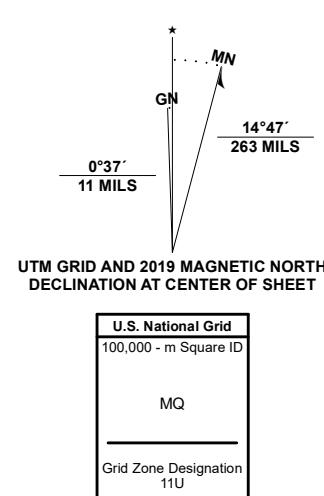 ★
MN
GN
14°47´
263 MILS
0°37´
11 MILS
UTM GRID AND 2019 MAGNETIC NORTH
DECLINATION AT CENTER OF SHEET
U.S. National Grid
100,000 - m Square ID
MQ
Grid Zone Designation
11U